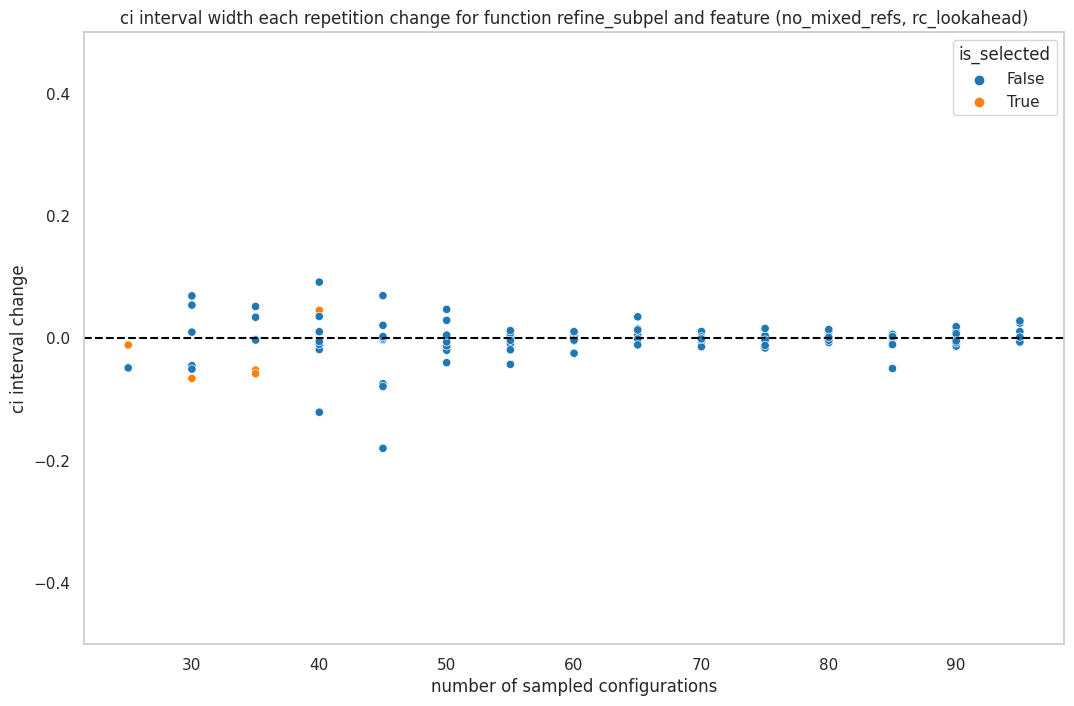 ci interval width each repetition change for function refine_subpel and feature (no_mixed_refs, rc_lookahead)
is_selected
False
True
0.4
0.2
0.0
−0.2
−0.4
ci interval change
30 40 50 60 70 80 90
number of sampled configurations